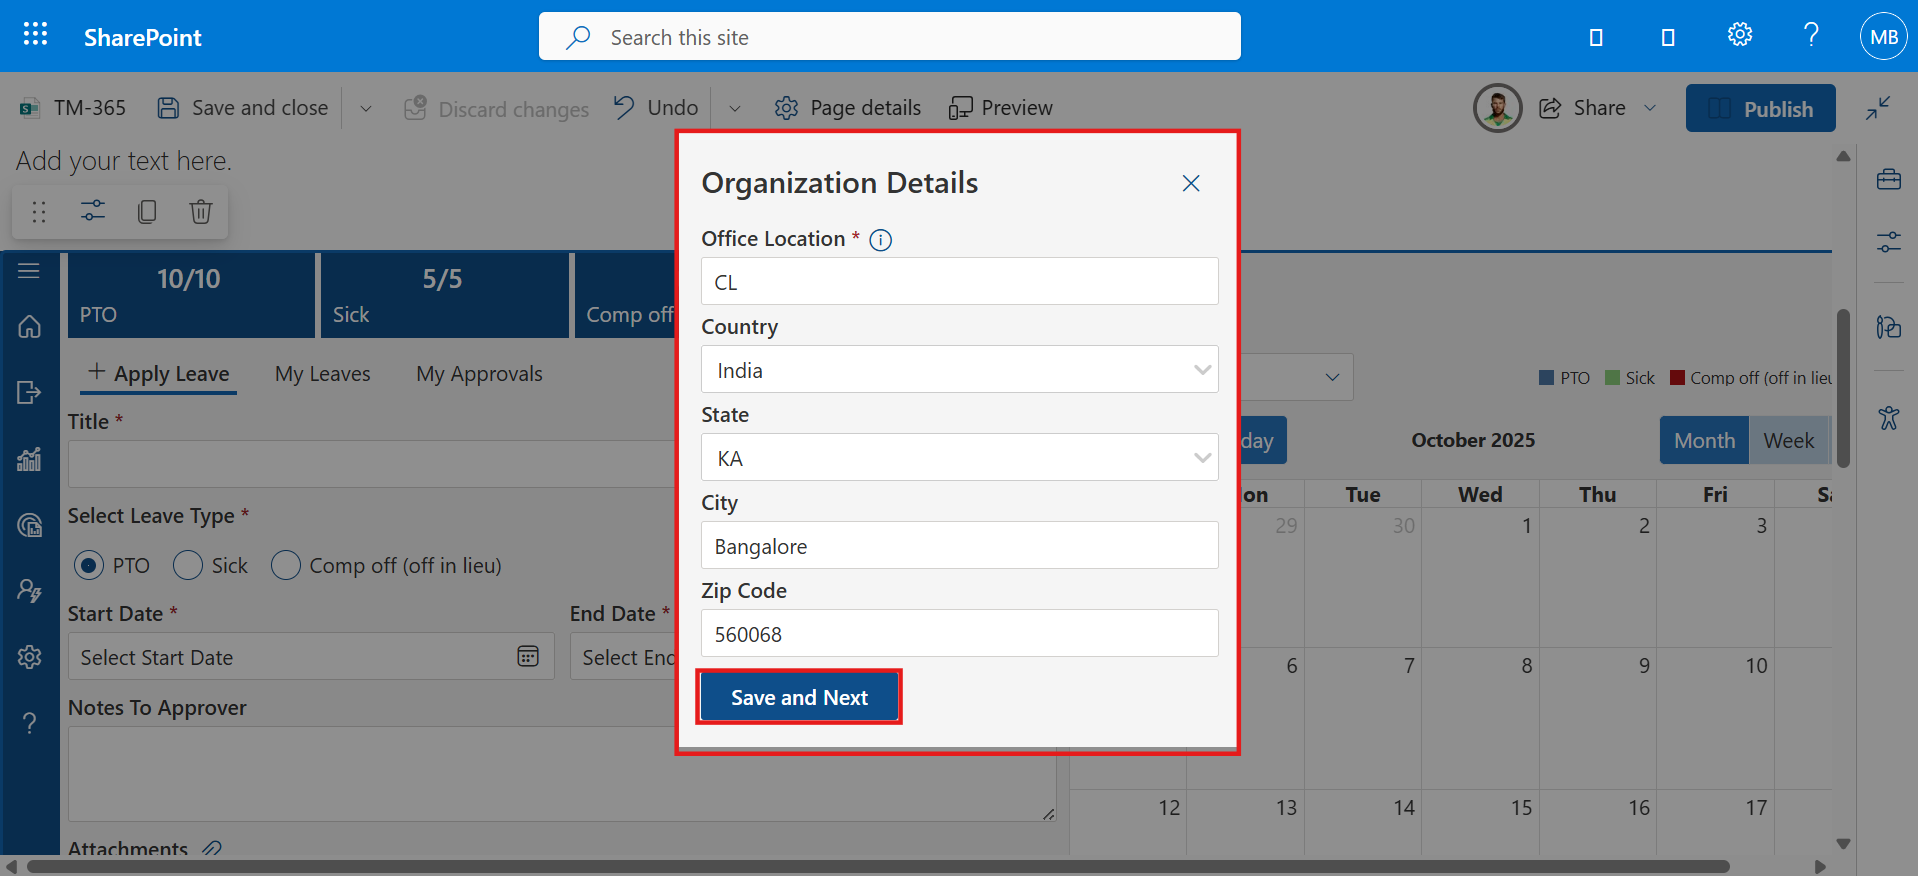 SharePoint
Search this site
MB
TM-365
Save and close
Discard changes
Undo
Page details
Preview
Share
Publish
Add your text here.
10/10
PTO
5/5
Sick
Comp off
+ Apply Leave
My Leaves
My Approvals
Title *
Select Leave Type *
PTO
Sick
Comp off (off in lieu)
Start Date *
End Date *
Select Start Date
Select End
Notes To Approver
Attachments
Organization Details
Office Location *
CL
Country
India
State
KA
City
Bangalore
Zip Code
560068
Save and Next
PTO
Sick
Comp off (off in lieu
day
October 2025
Month
Week
on
Tue
Wed
Thu
Fri
Sa
29
30
1
2
3
6
7
8
9
10
12
13
14
15
16
17